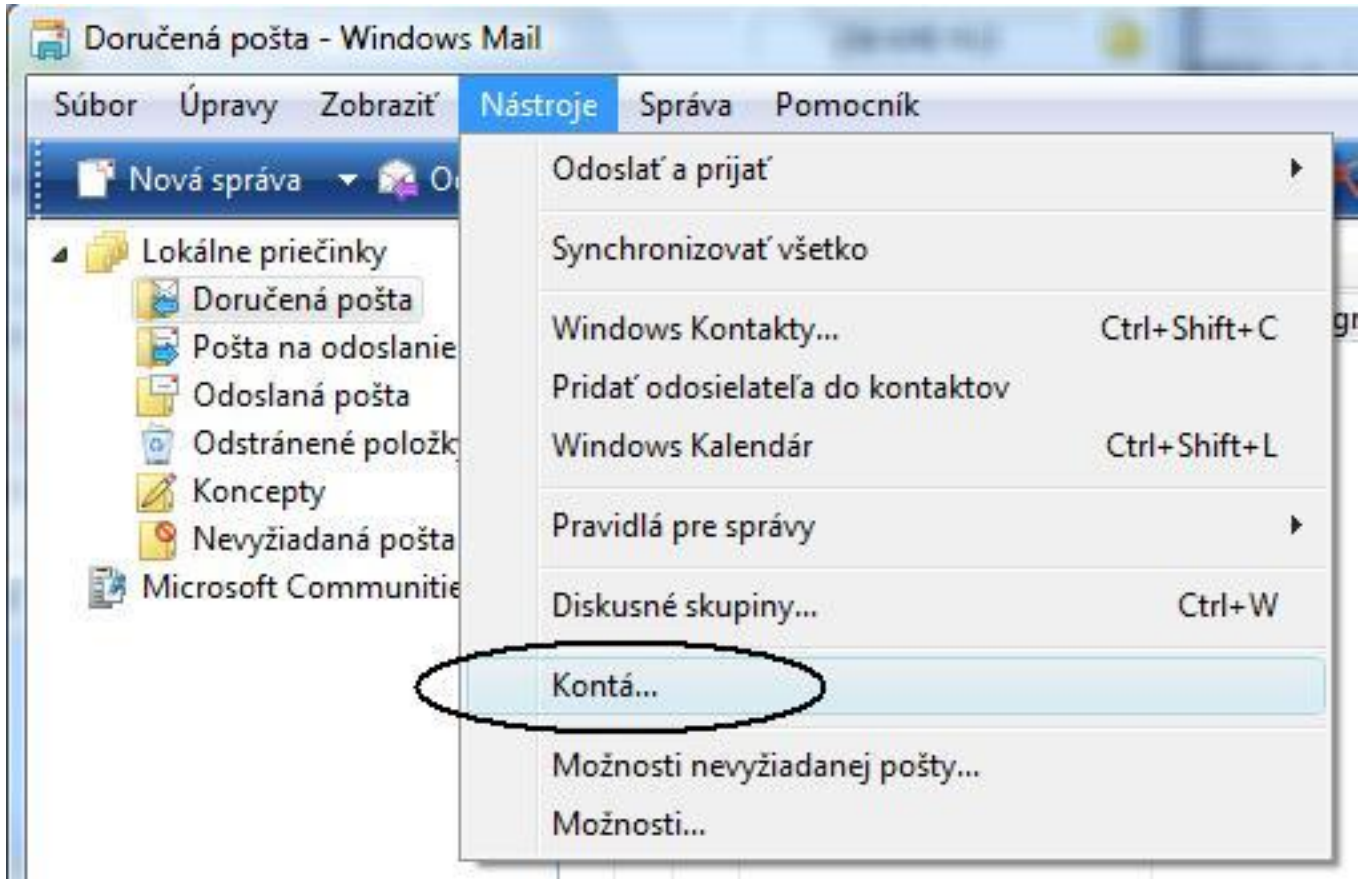 Doručená pošta - Windows Mail
Súbor Úpravy Zobraziť Nástroje Správa Pomocník
Nová správa
Odoslať a prijať
Synchronizovať všetko
Windows Kontakty... Ctrl+Shift+C
Pridať odosielateľa do kontaktov
Windows Kalendár Ctrl+Shift+L
Pravidlá pre správy
Diskusné skupiny... Ctrl+W
Kontá...
Možnosti nevyžiadanej pošty...
Možnosti...
Lokálne priečinky
Doručená pošta
Pošta na odoslanie
Odoslaná pošta
Odstránené položk
Koncepty
Nevyžiadaná pošta
Microsoft Communitie